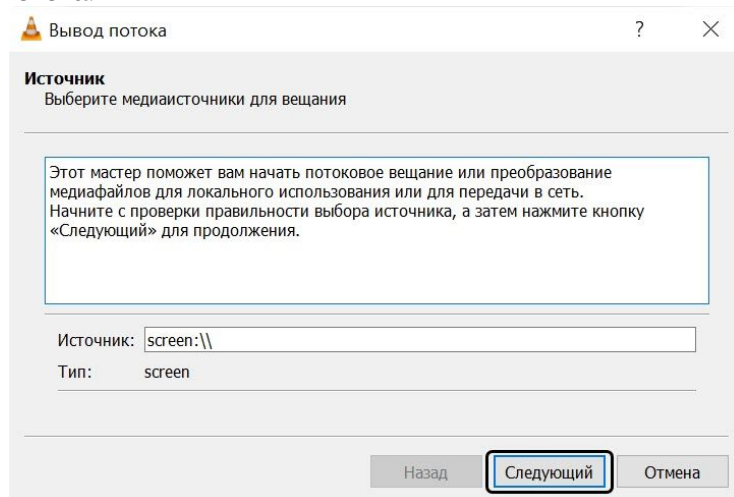 Вывод потока
?
Источник
Выберите медиаисточники для вещания
Этот мастер поможет вам начать потоковое вещание или преобразование
медиафайлов для локального использования или для передачи в сеть.
Начните с проверки правильности выбора источника, а затем нажмите кнопку
«Следующий» для продолжения.
Источник: screen:\\
Тип: screen
Назад Следующий Отмена